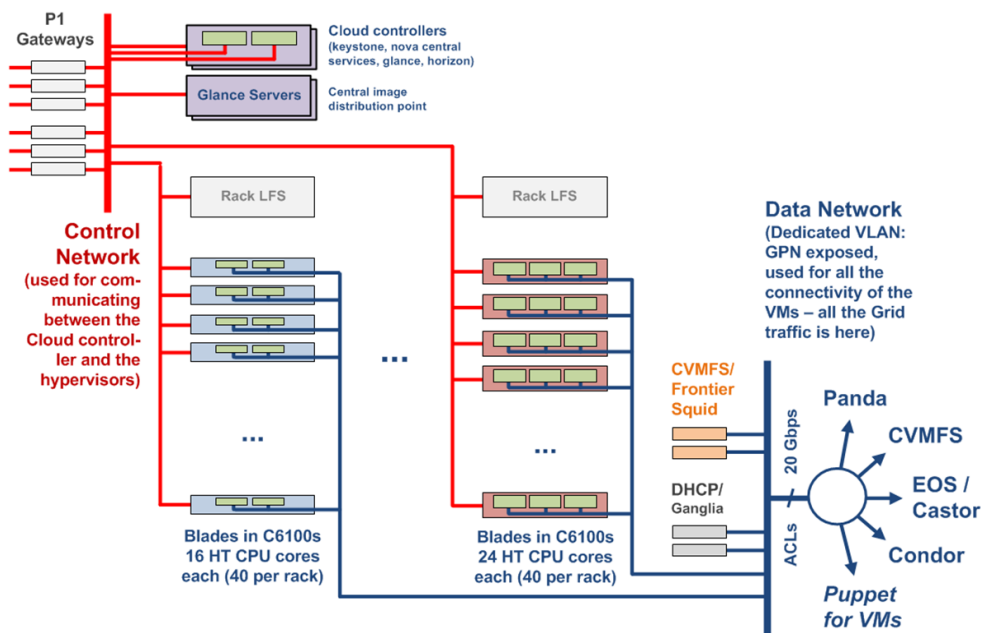 P1
Gateways
Cloud controllers
(keystone, nova central
services, glance, horizon)
Glance Servers
Central image
distribution point
Rack LFS
Rack LFS
Control
Network
(used for com-
municating
between the
Cloud control-
ler and the
hypervisors)
...
...
...
Blades in C6100s
16 HT CPU cores
each (40 per rack)
Blades in C6100s
24 HT CPU cores
each (40 per rack)
Data Network
(Dedicated VLAN:
GPN exposed,
used for all the
connectivity of the
VMs – all the Grid
traffic is here)
CVMFS/
Frontier
Squid
DHCP/
Ganglia
20 Gbps
ACLs
Panda
CVMFS
EOS /
Castor
Condor
Puppet
for VMs